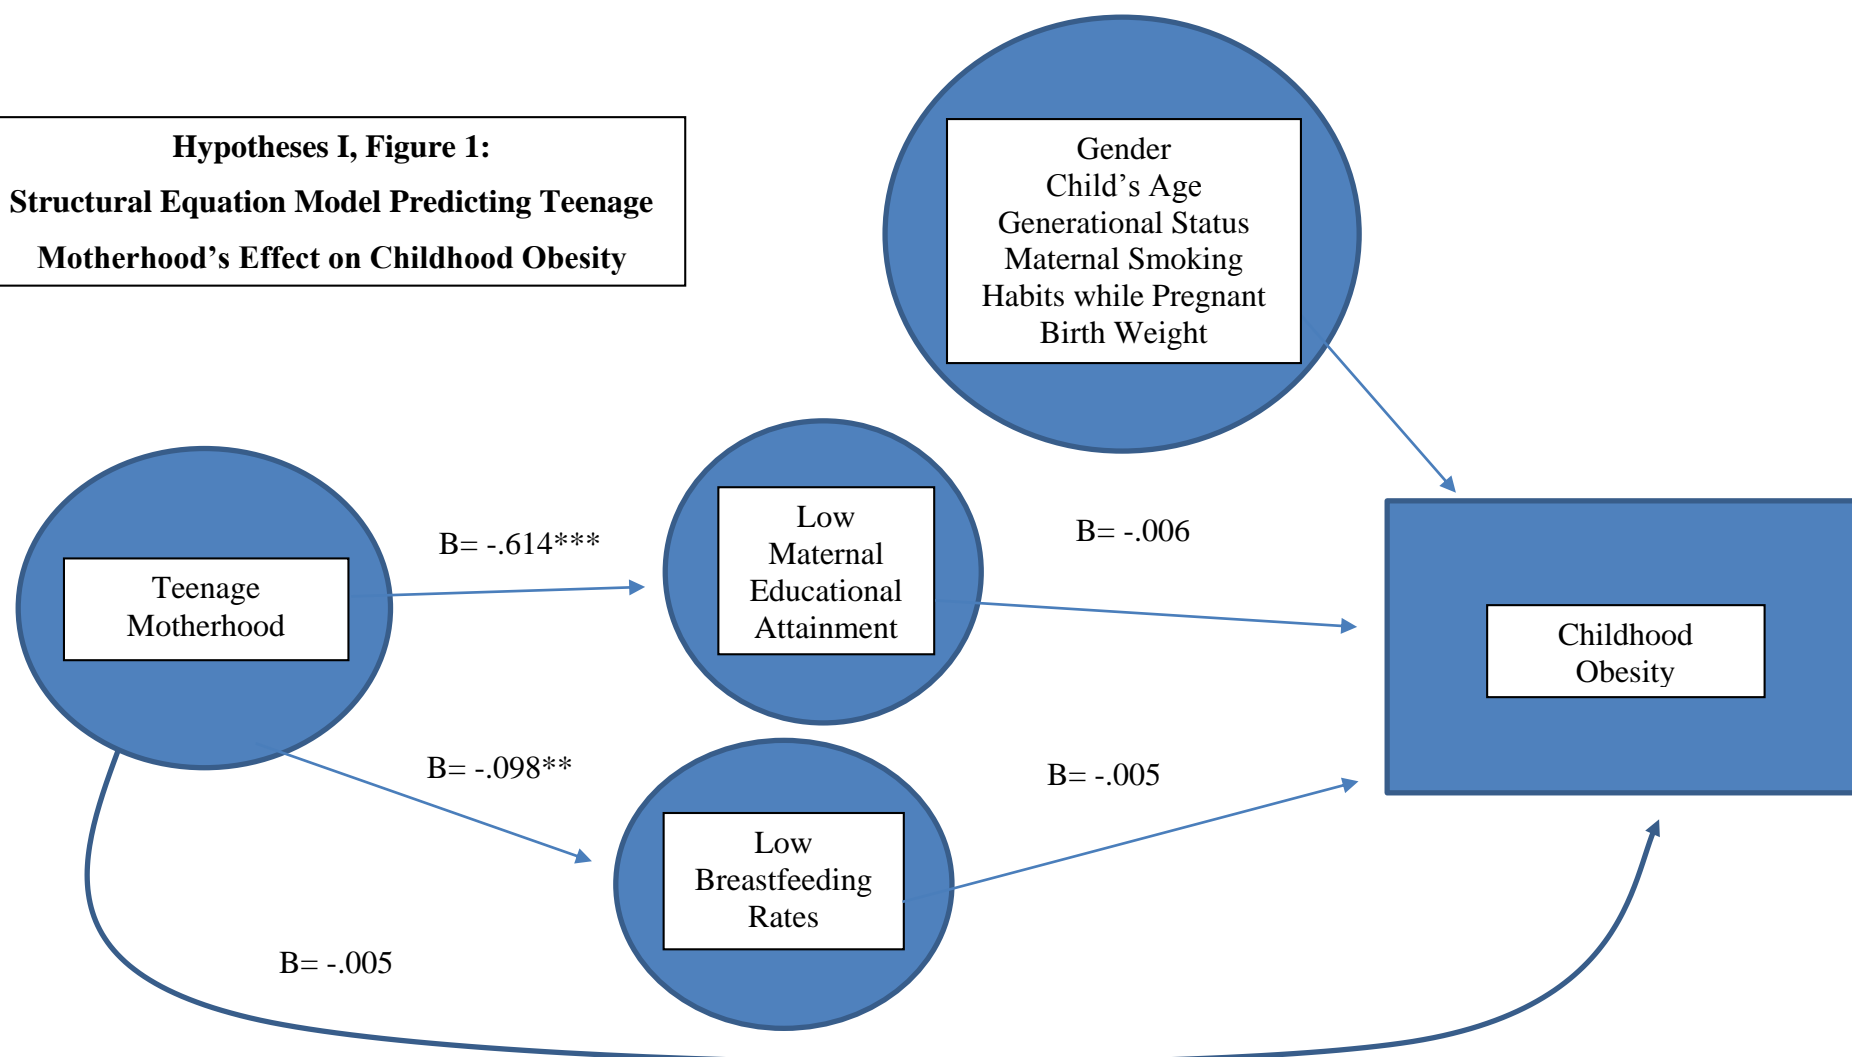 Hypotheses I, Figure 1:
Structural Equation Model Predicting Teenage
Motherhood’s Effect on Childhood Obesity
Gender
Child’s Age
Generational Status
Maternal Smoking
Habits while Pregnant
Birth Weight
Teenage
Motherhood
B= -.614***
Low
Maternal
Educational
Attainment
B= -.006
Childhood
Obesity
B= -.098**
Low
Breastfeeding
Rates
B= -.005
B= -.005